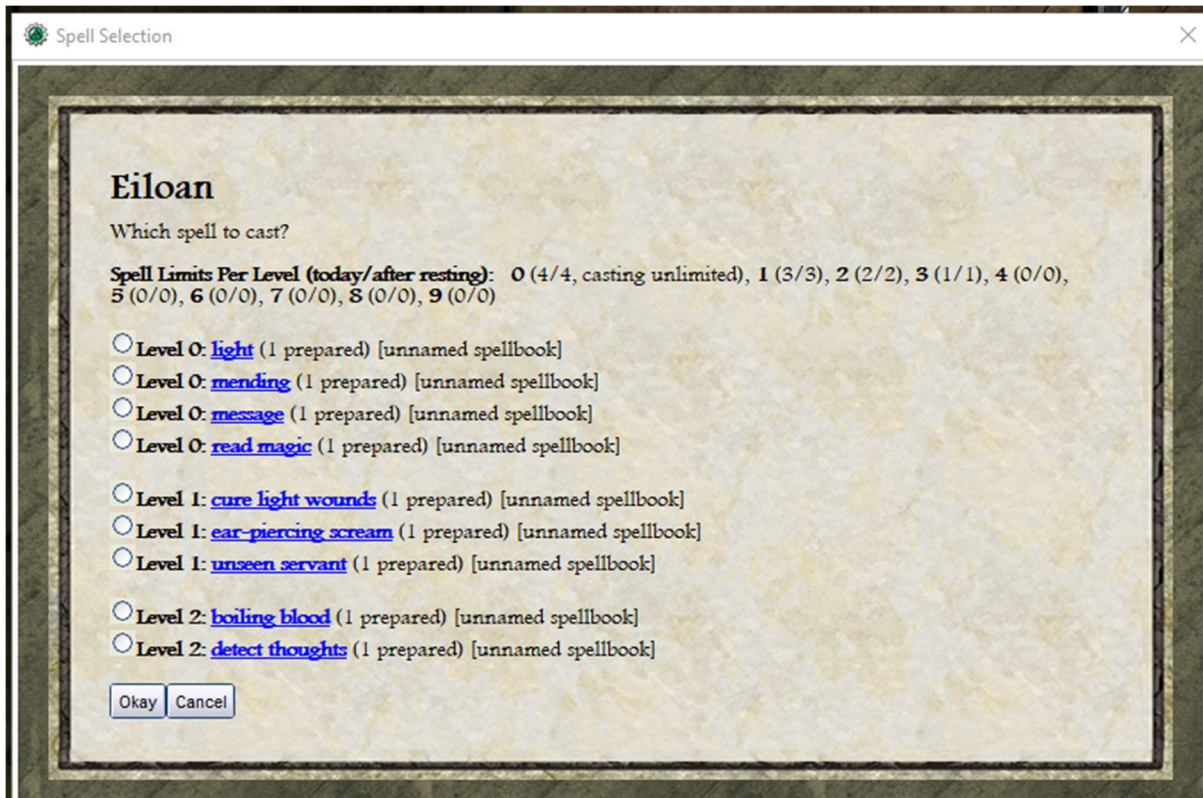 Spell Selection
Eiloan
Which spell to cast?
Spell Limits Per Level (today/after resting): 0 (4/4, casting unlimited), 1 (3/3), 2 (2/2), 3 (1/1), 4 (0/0),
5 (0/0), 6 (0/0), 7 (0/0), 8 (0/0), 9 (0/0)
Level 0: light (1 prepared) [unnamed spellbook]
Level 0: mending (1 prepared) [unnamed spellbook]
Level 0: message (1 prepared) [unnamed spellbook]
Level 0: read magic (1 prepared) [unnamed spellbook]
Level 1: cure light wounds (1 prepared) [unnamed spellbook]
Level 1: ear-piercing scream (1 prepared) [unnamed spellbook]
Level 1: unseen servant (1 prepared) [unnamed spellbook]
Level 2: boiling blood (1 prepared) [unnamed spellbook]
Level 2: detect thoughts (1 prepared) [unnamed spellbook]
Okay Cancel